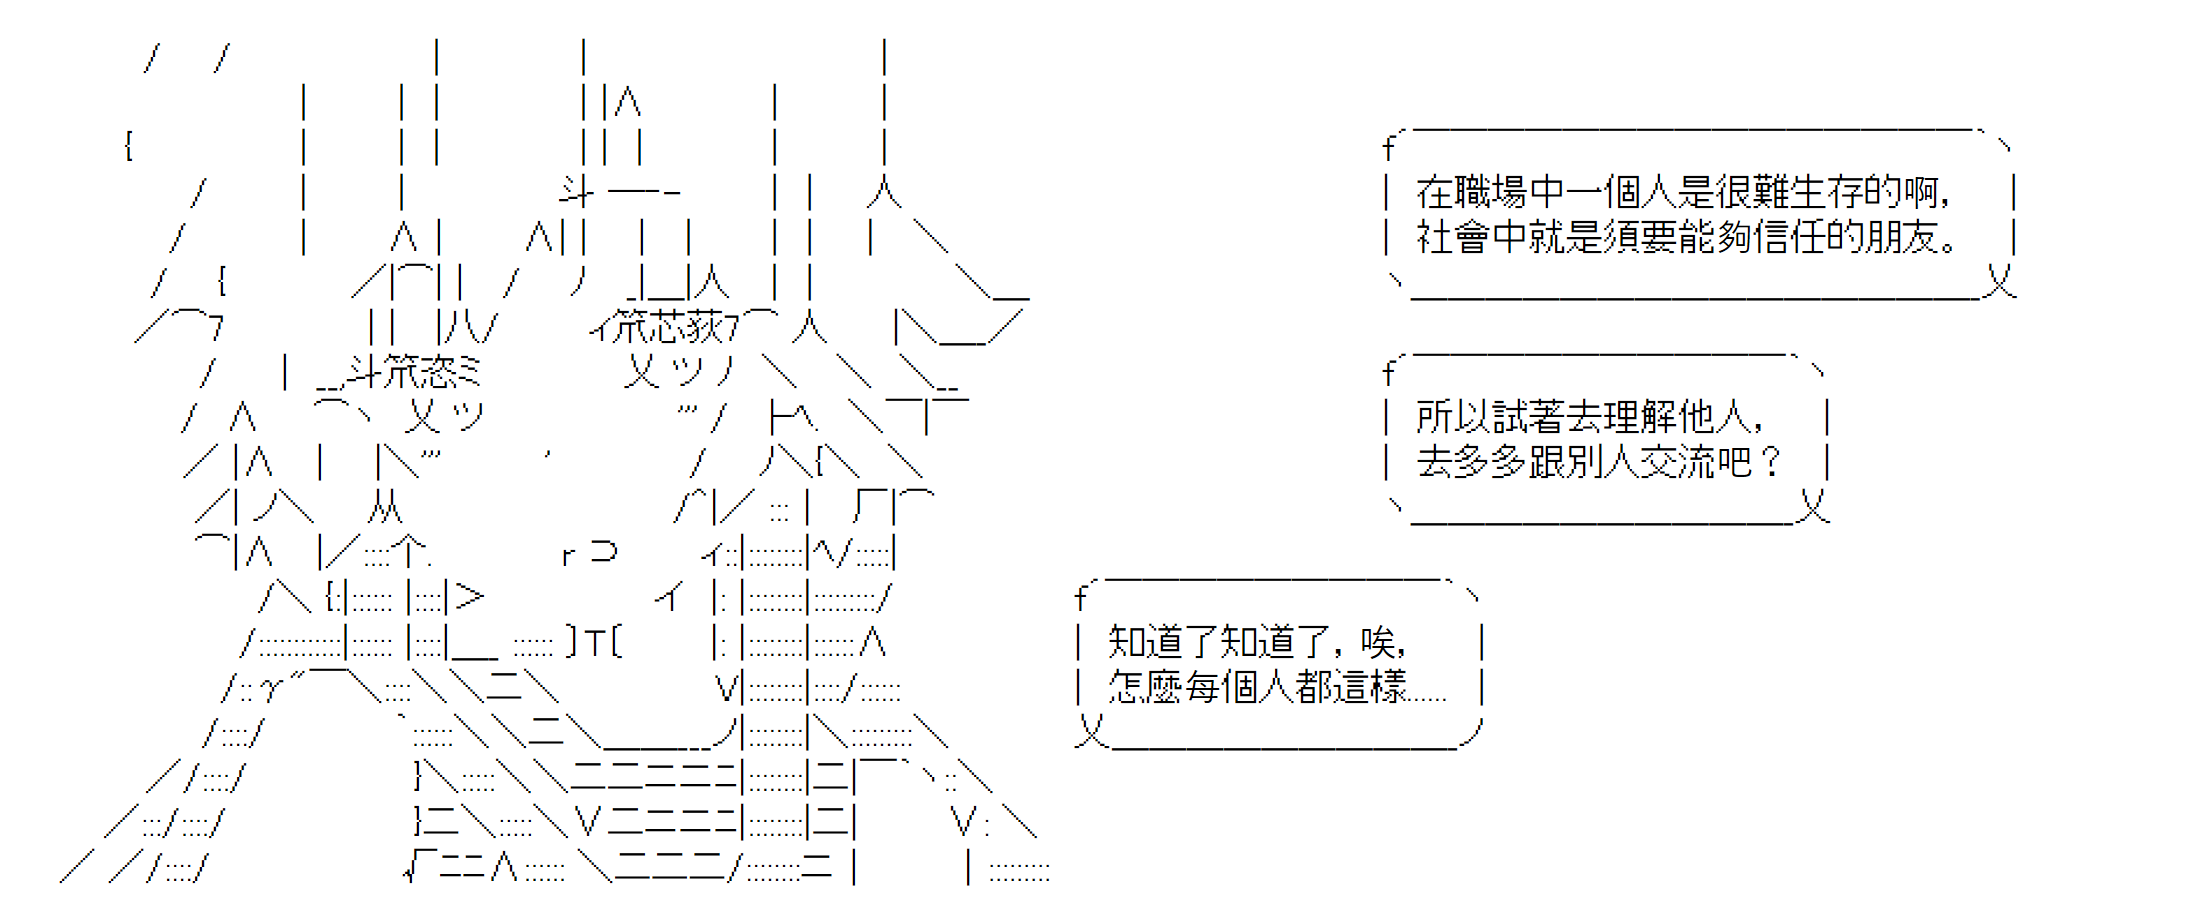 在職場中一個人是很難生存的啊，
社會中就是須要能夠信任的朋友。
所以試著去理解他人，
去多多跟別人交流吧？
知道了知道了，唉，
怎麼每個人都這樣……